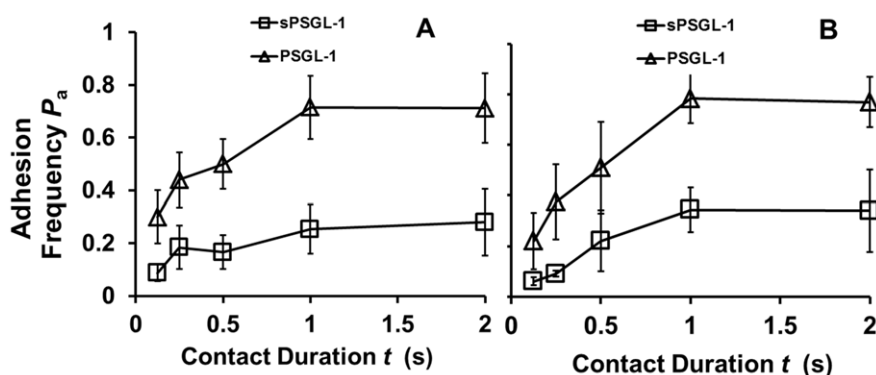 sPSGL-1
PSGL-1
A
sPSGL-1
PSGL-1
B
Adhesion
Frequency Pa
1
0.8
0.6
0.4
0.2
0
0 0.5 1 1.5 2
0 0.5 1 1.5 2
Contact Duration t (s)
Contact Duration t (s)